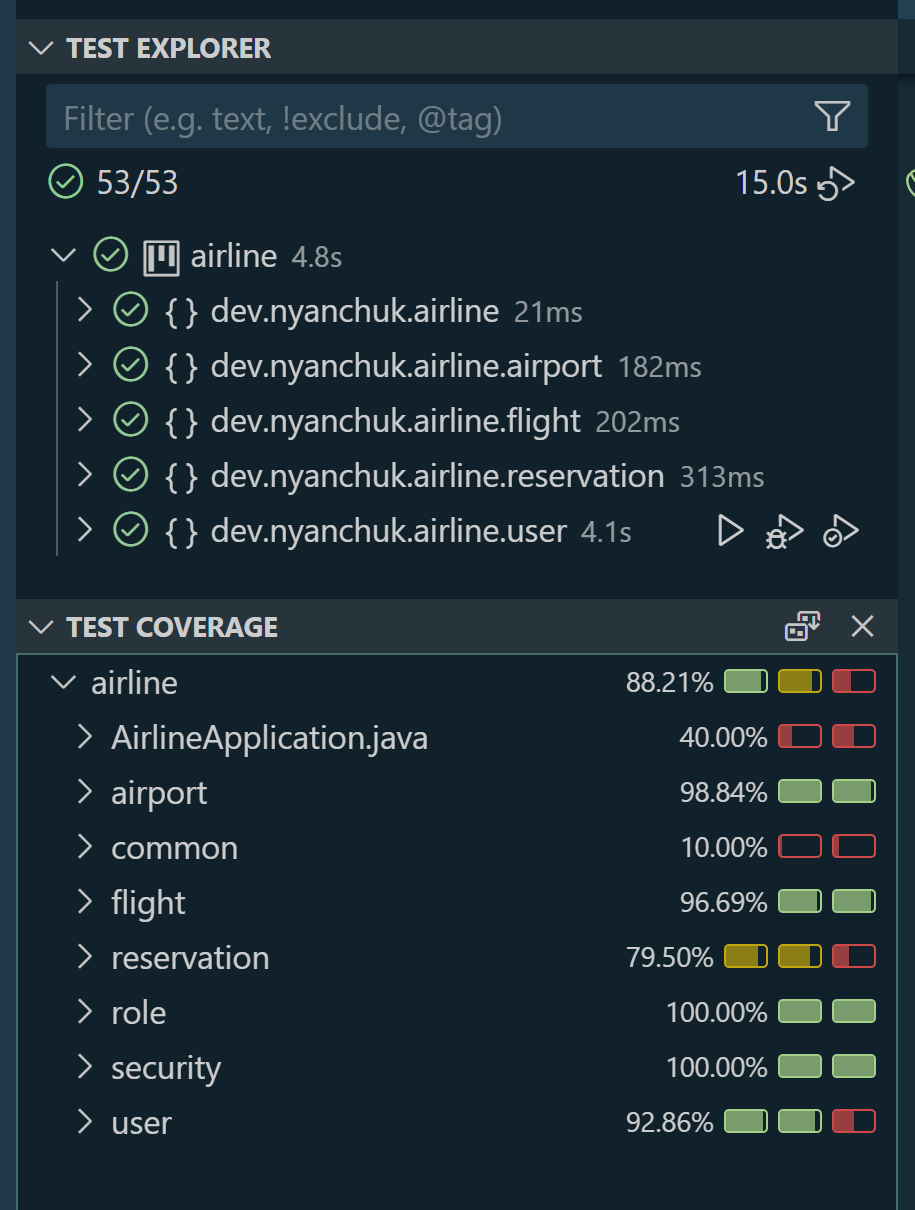 TEST EXPLORER
Filter (e.g. text, !exclude, @tag)
53/53 15.0s
airline 4.8s
{} dev.nyanchuk.airline 21ms
{} dev.nyanchuk.airline.airport 182ms
{} dev.nyanchuk.airline.flight 202ms
{} dev.nyanchuk.airline.reservation 313ms
{} dev.nyanchuk.airline.user 4.1s
TEST COVERAGE
airline 88.21%
AirlineApplication.java 40.00%
airport 98.84%
common 10.00%
flight 96.69%
reservation 79.50%
role 100.00%
security 100.00%
user 92.86%